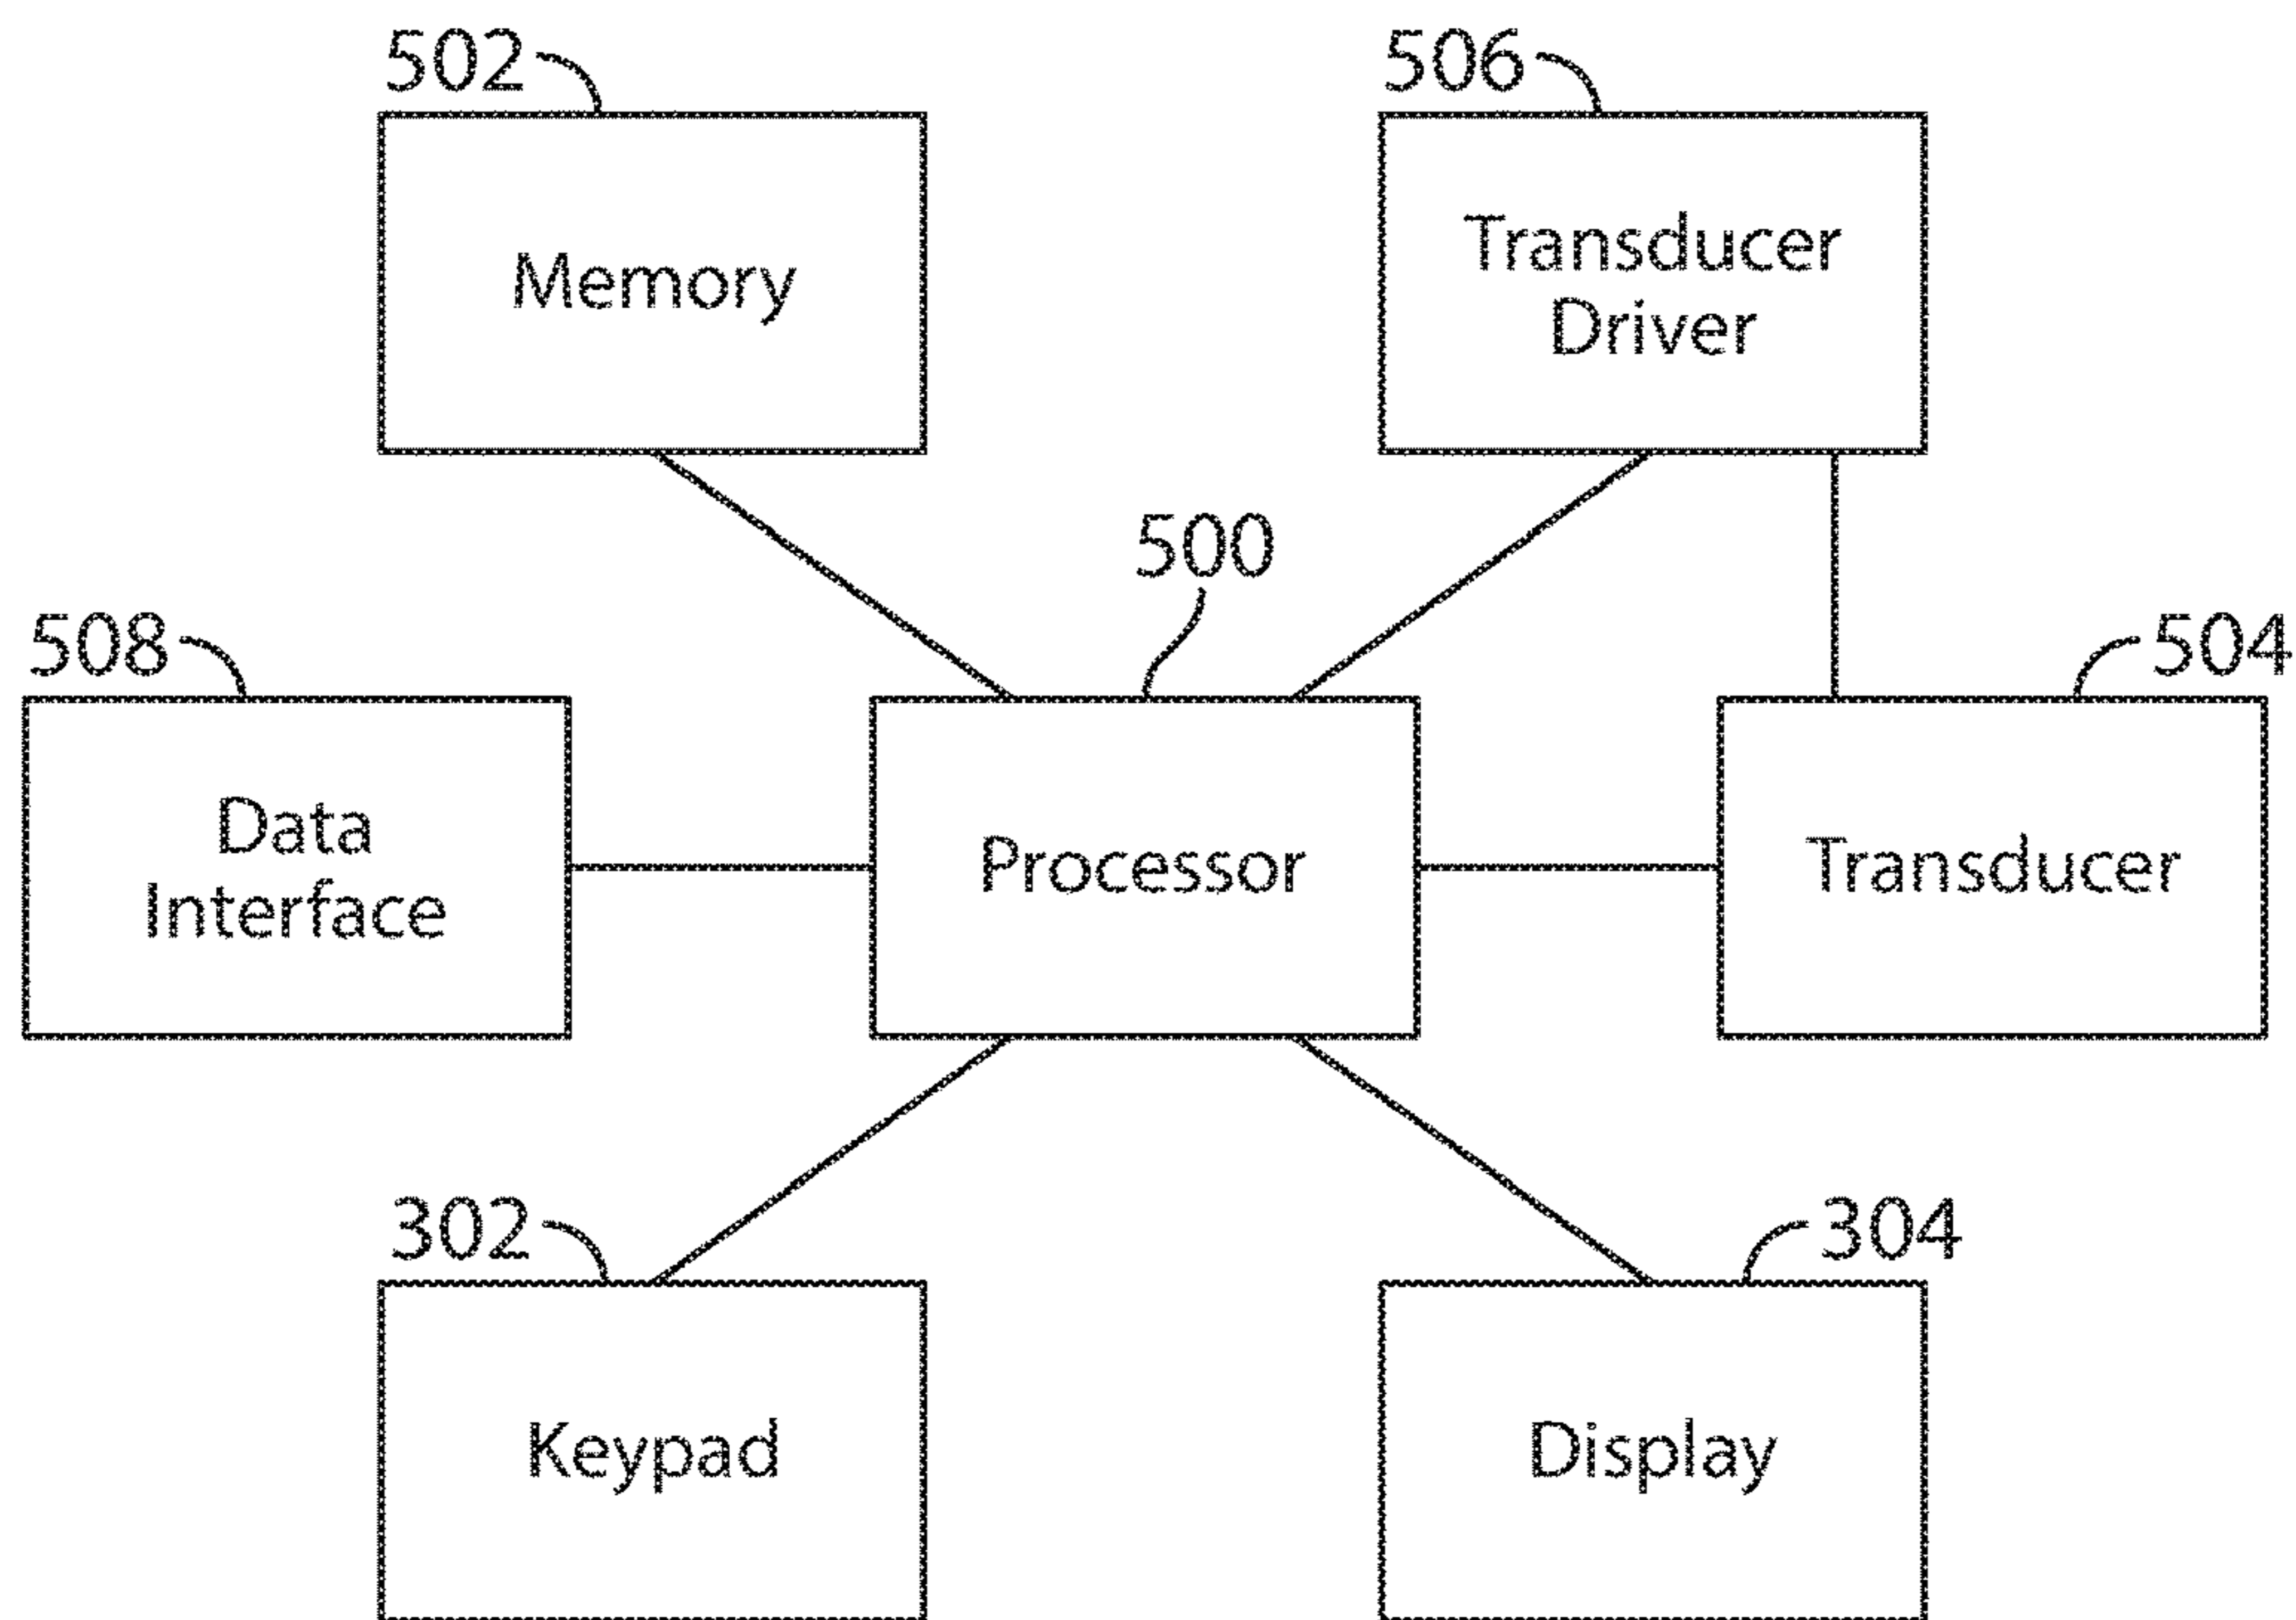 502
506
Memory
Transducer
Driver
500
508
504
Data
Interface
Processor
Transducer
302
304
Keypad
Display